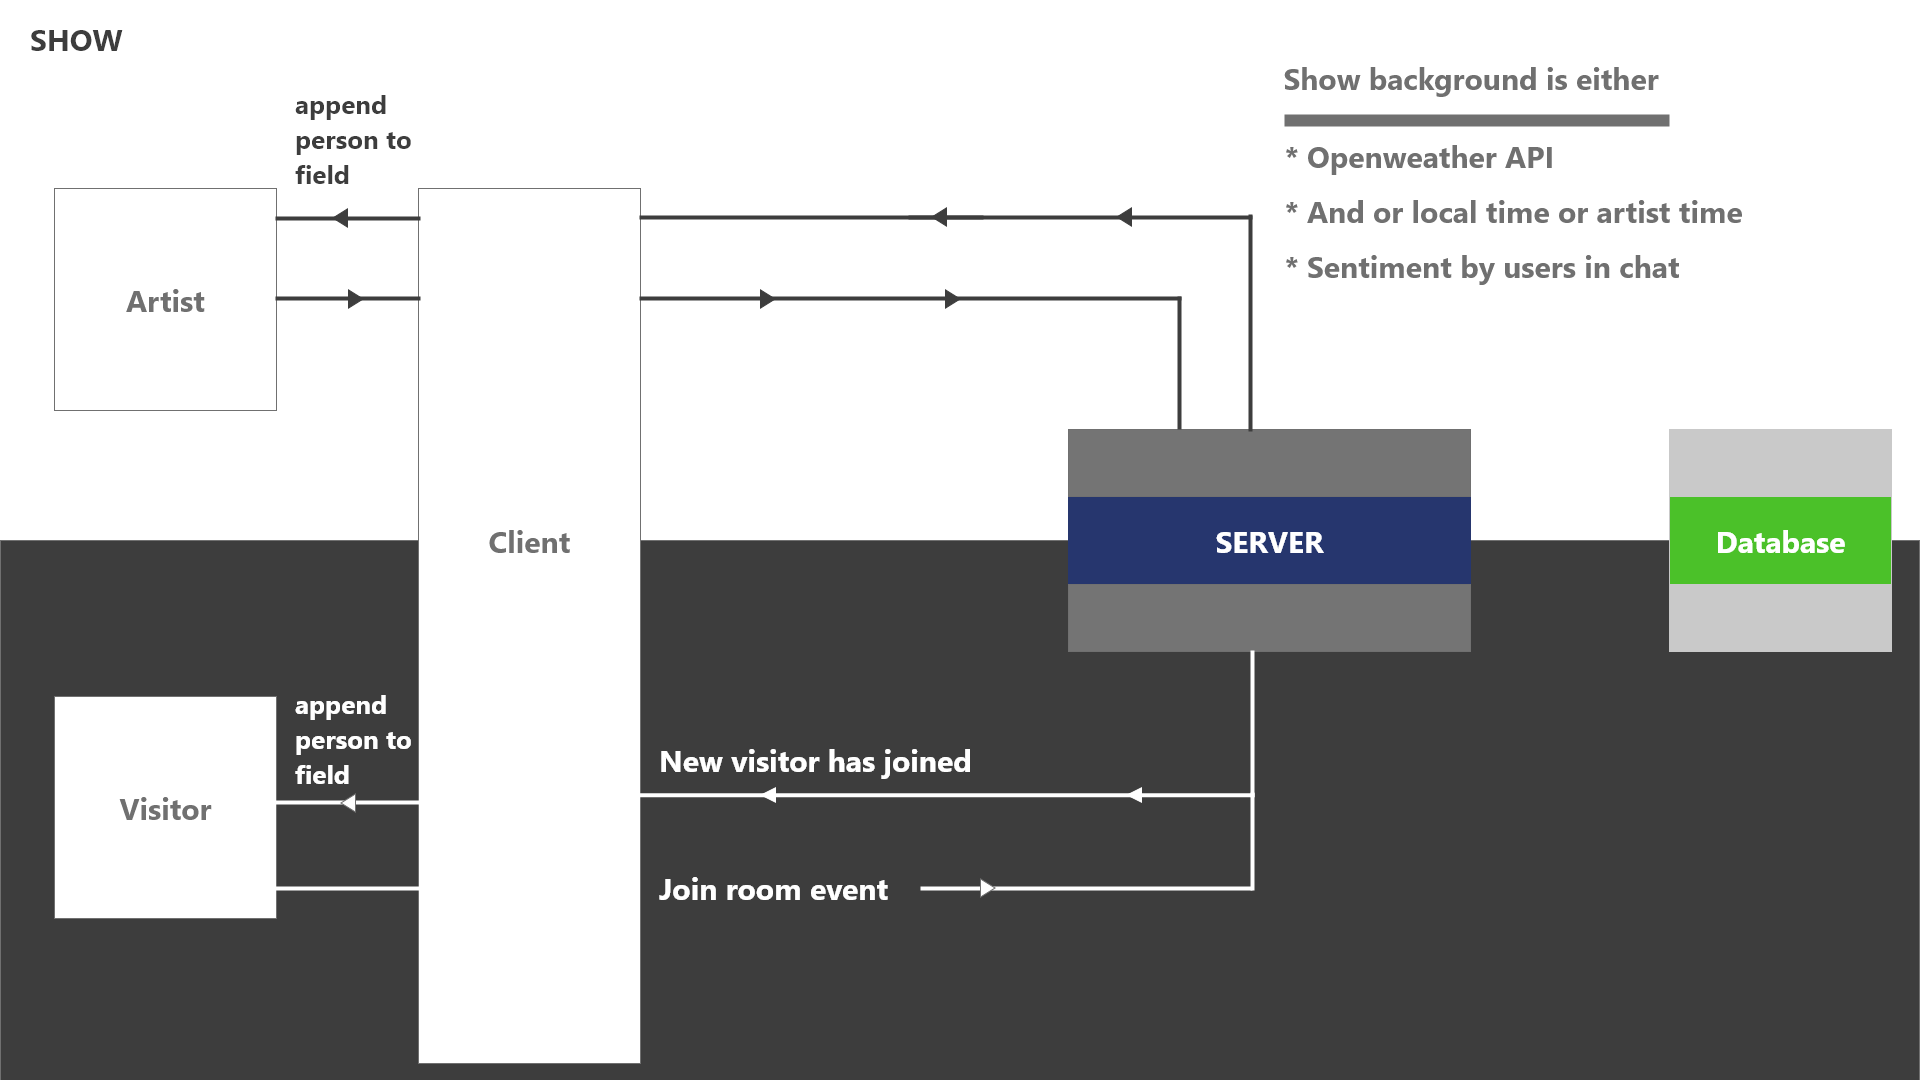 SHOW
Show background is either
* Openweather API
* And or local time or artist time
* Sentiment by users in chat
append
person to
field
Artist
Client
SERVER
Database
append
person to
field
Visitor
New visitor has joined
Join room event